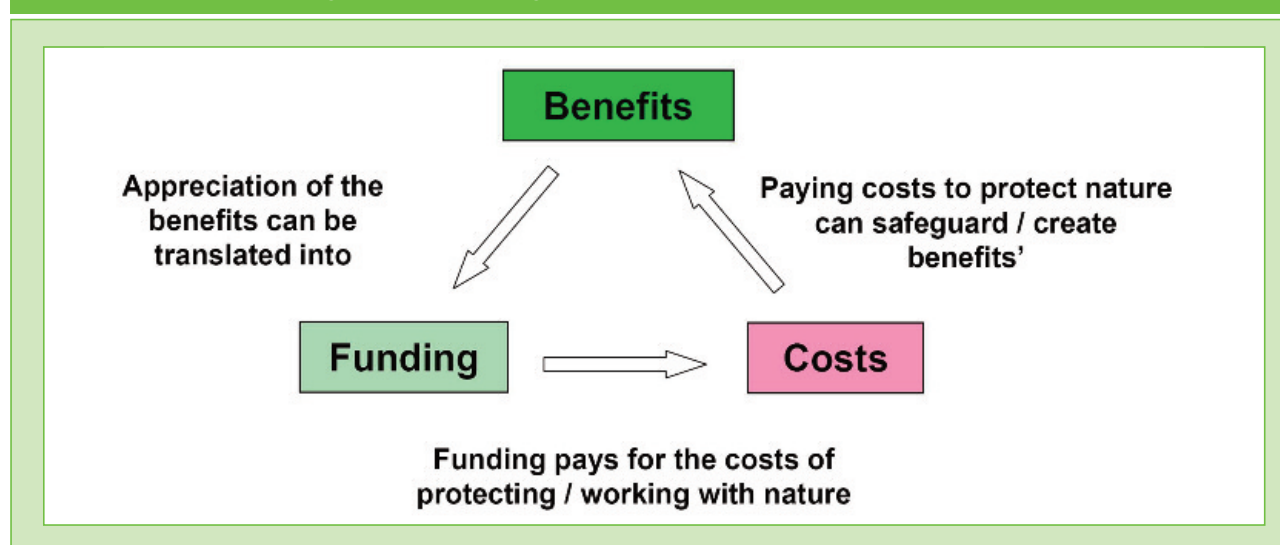 Benefits
Appreciation of the
benefits can be
translated into
Paying costs to protect nature
can safeguard / create
benefits’
Funding
Costs
Funding pays for the costs of
protecting / working with nature